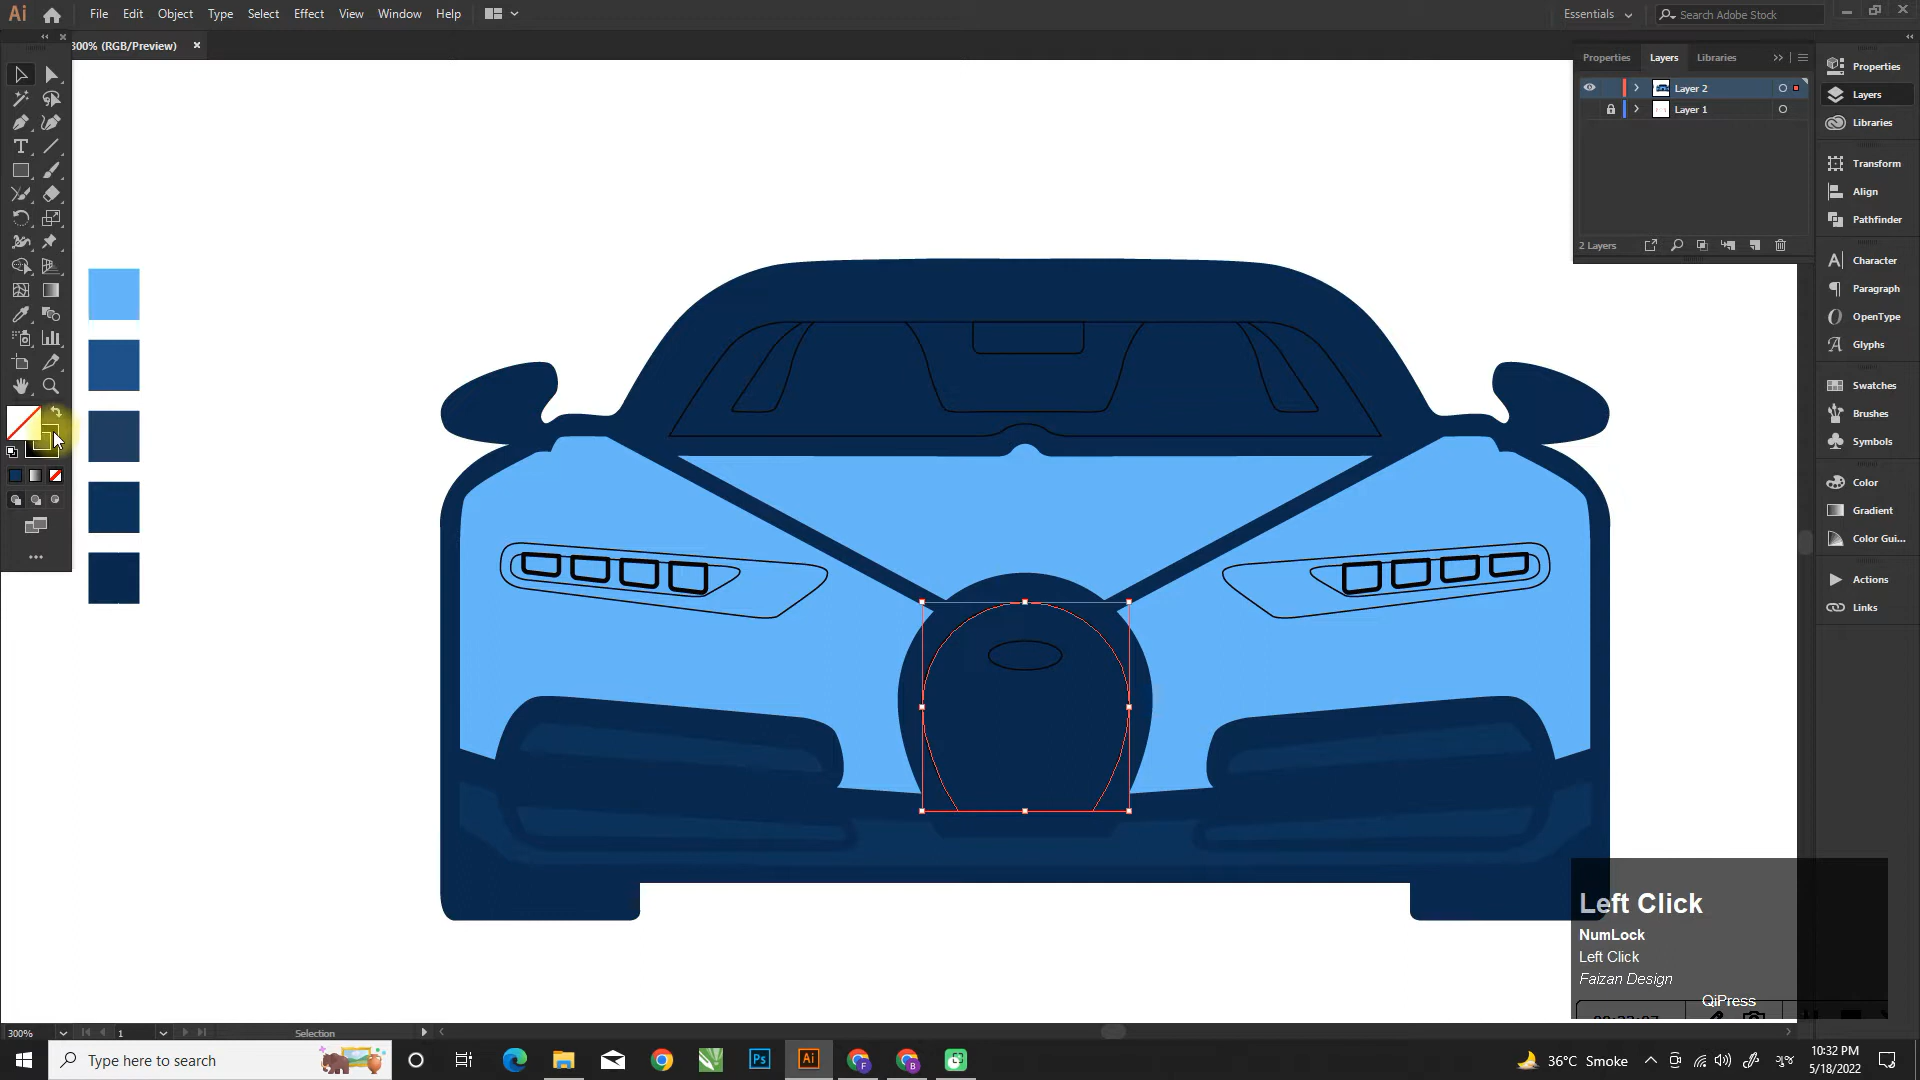 Ai File Edit Object Type Select Effect View Window Help Essentials Search Adobe Stock
300% (RGB/Preview) ×
Properties Layers Libraries
Layer 2
Layer 1
2 Layers
Properties
Layers
Libraries
Transform
Align
Pathfinder
Character
Paragraph
OpenType
Glyphs
Swatches
Brushes
Symbols
Color
Gradient
Color Gui...
Actions
Links
Left Click
NumLock
Left Click
Faizan Design
QiPress
300% 1 Selection
Type here to search
Ps Ai F B
36°C Smoke
10:32 PM
5/18/2022